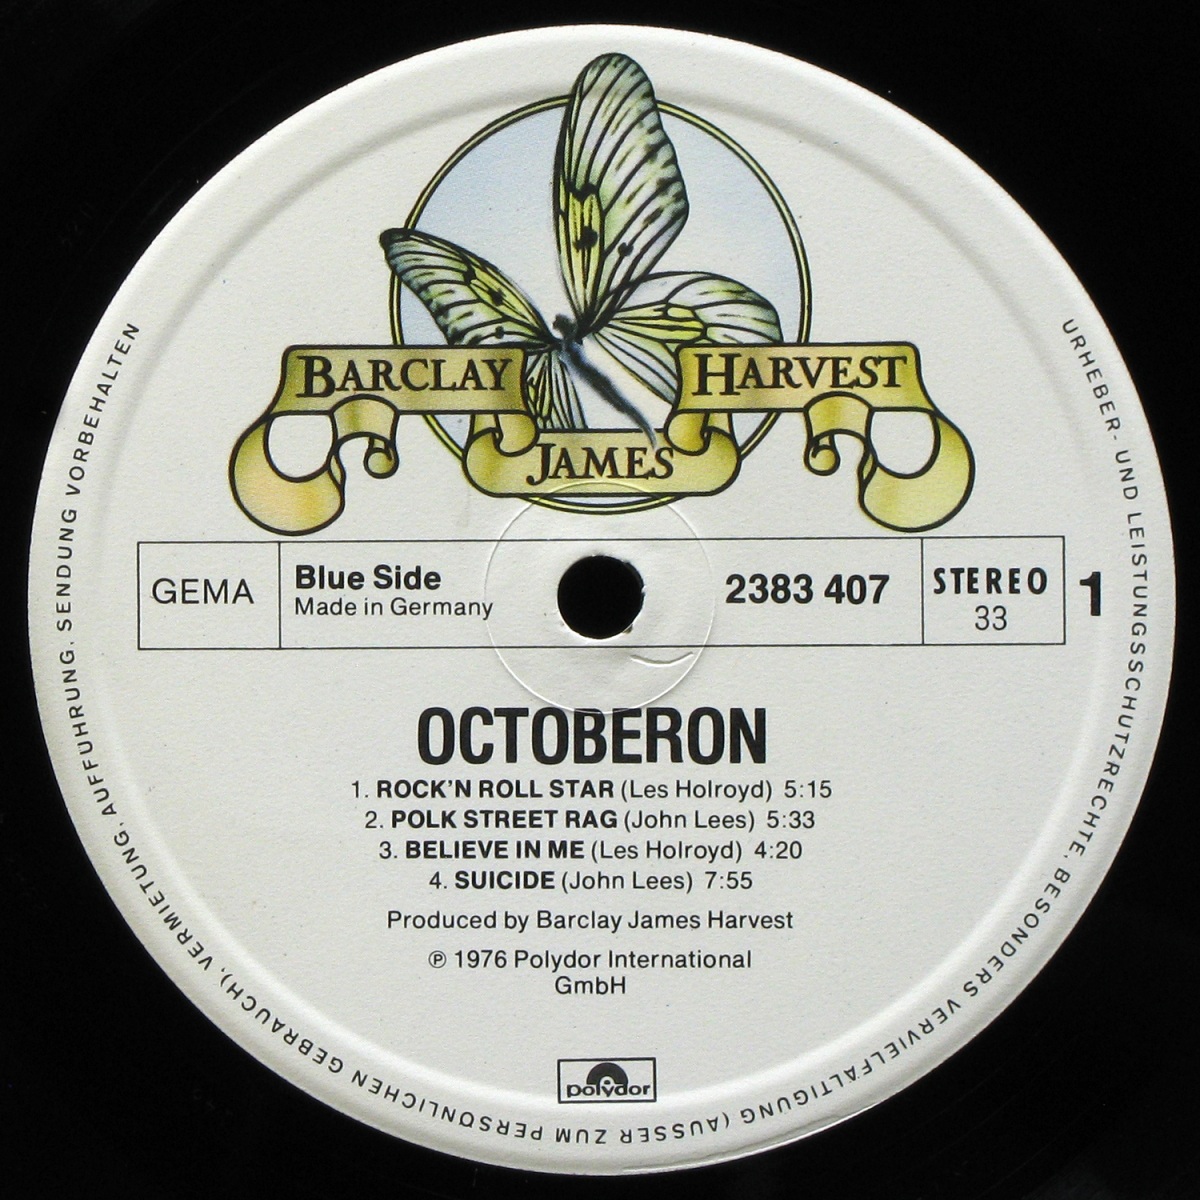 BARCLAY
HARVEST
JAMES
GEMA
Blue Side
Made in Germany
2383 407
STEREO
33
1
OCTOBERON
1. ROCK'N ROLL STAR (Les Holroyd) 5:15
2. POLK STREET RAG (John Lees) 5:33
3. BELIEVE IN ME (Les Holroyd) 4:20
4. SUICIDE (John Lees) 7:55
Produced by Barclay James Harvest
℗ 1976 Polydor International
GmbH
polydor
URHEBER- UND LEISTUNGSSCHUTZRECHTE, BESONDERS VERVIELFÄLTIGUNG (AUSSER ZUM PERSÖNLICHEN GEBRAUCH), VERMIETUNG, AUFFUHRUNG, SENDUNG VORBEHALTEN